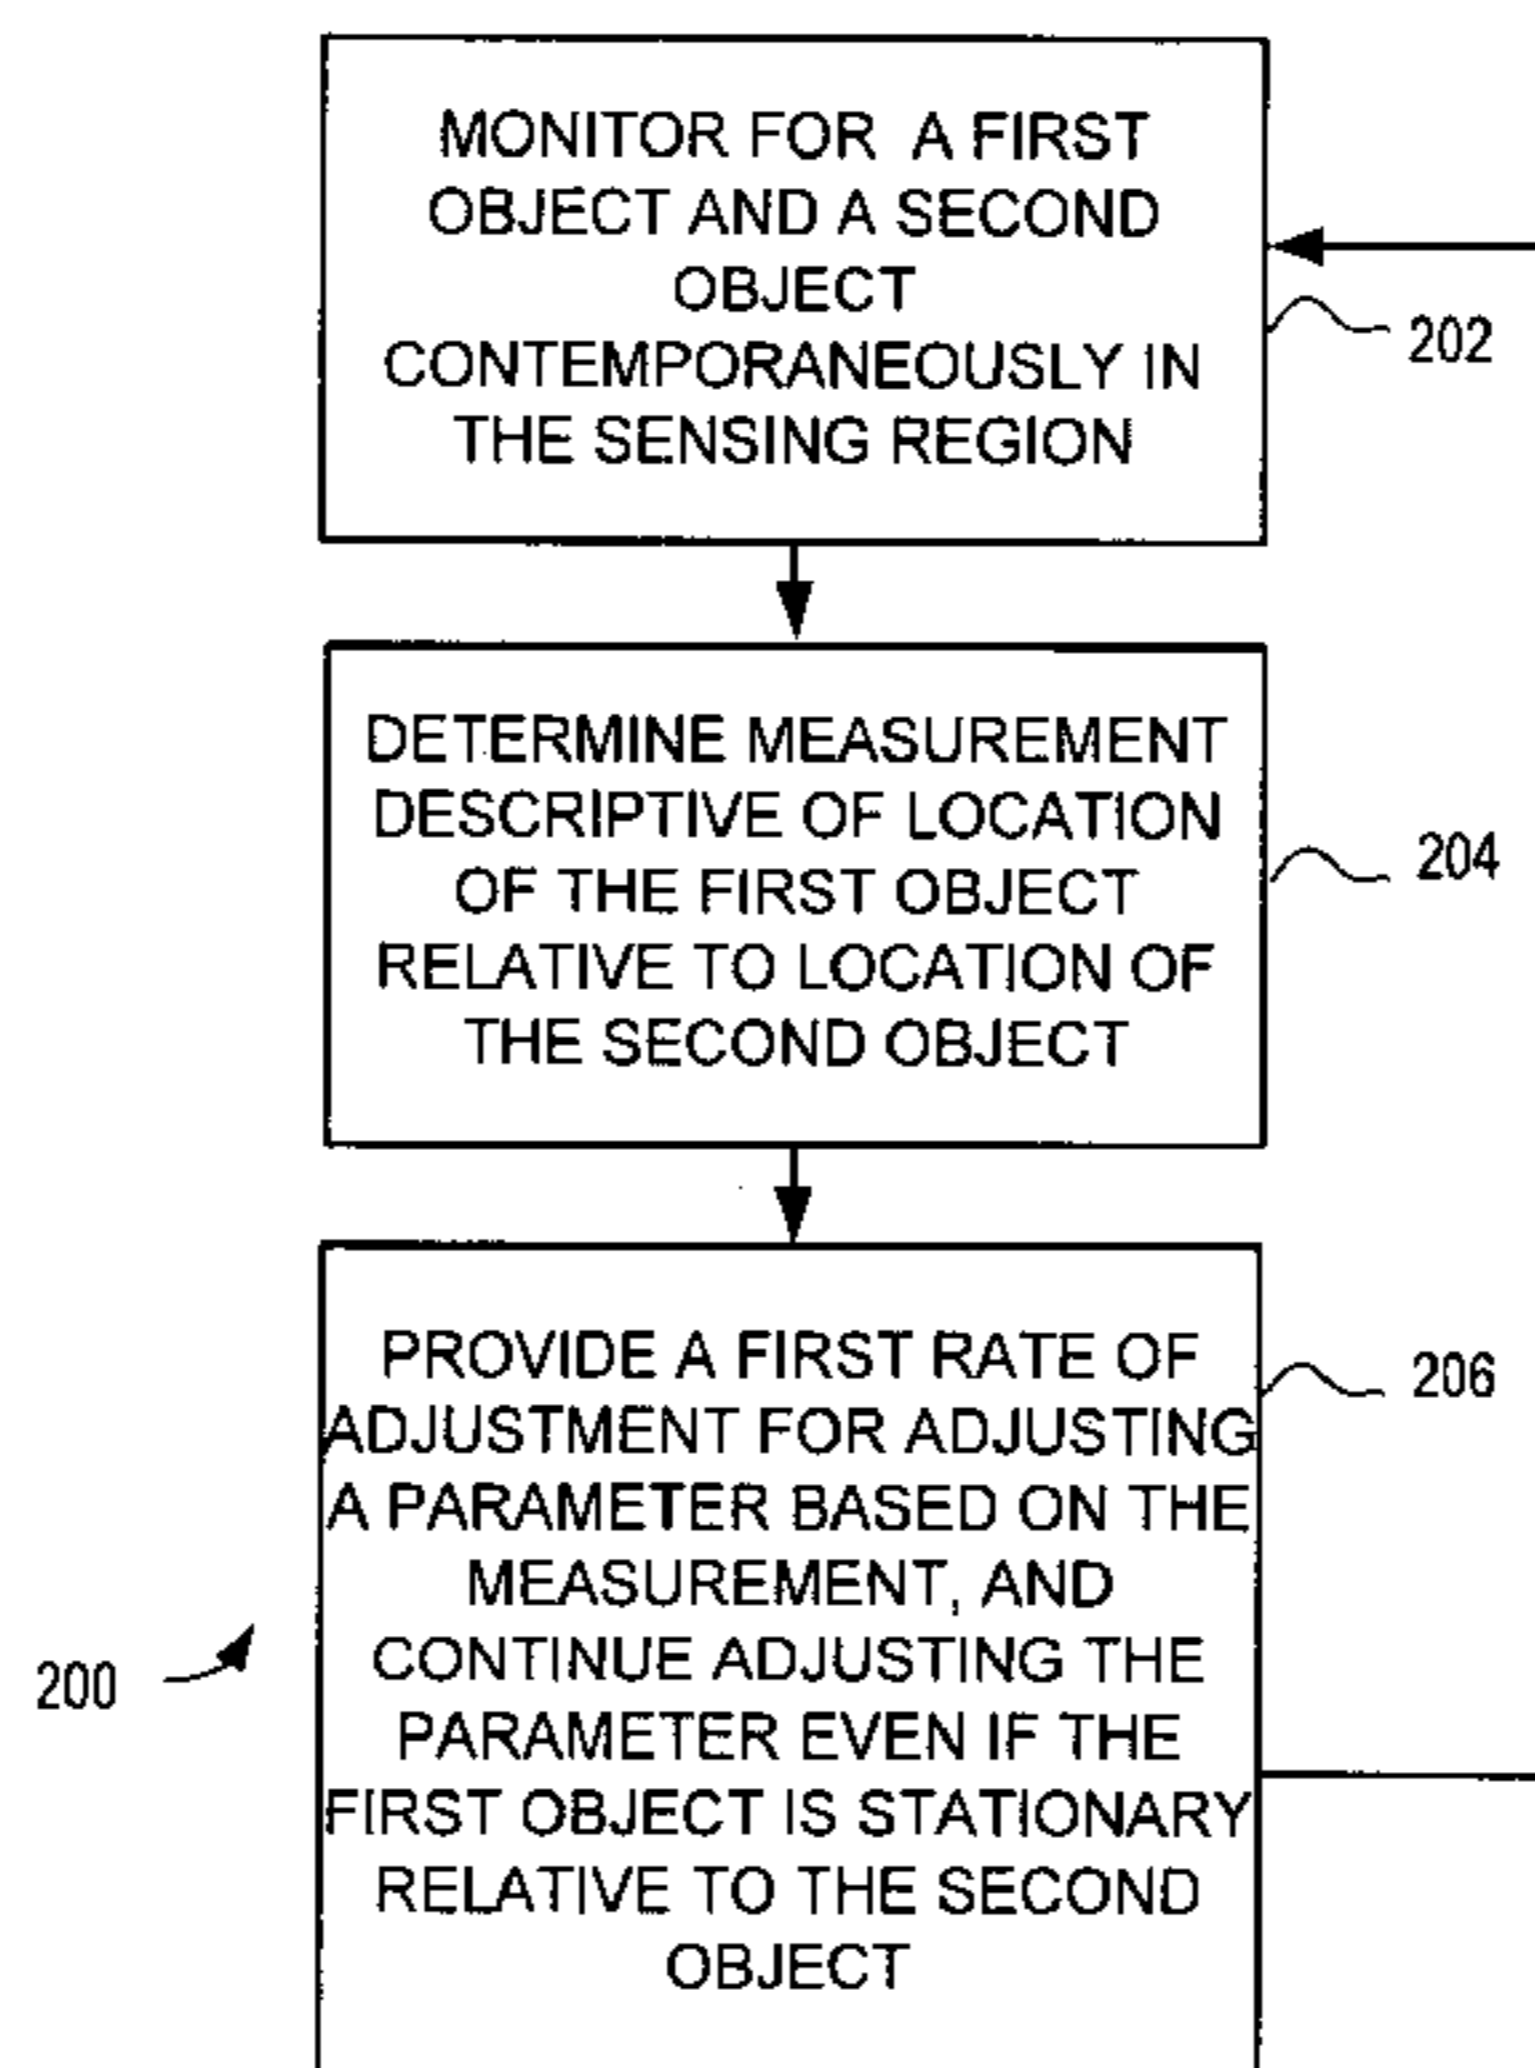 MONITOR FOR A FIRST
OBJECT AND A SECOND
OBJECT
CONTEMPORANEOUSLY IN
THE SENSING REGION
202
DETERMINE MEASUREMENT
DESCRIPTIVE OF LOCATION
OF THE FIRST OBJECT
RELATIVE TO LOCATION OF
THE SECOND OBJECT
204
PROVIDE A FIRST RATE OF
ADJUSTMENT FOR ADJUSTING
A PARAMETER BASED ON THE
MEASUREMENT, AND
CONTINUE ADJUSTING THE
PARAMETER EVEN IF THE
FIRST OBJECT IS STATIONARY
RELATIVE TO THE SECOND
OBJECT
206
200